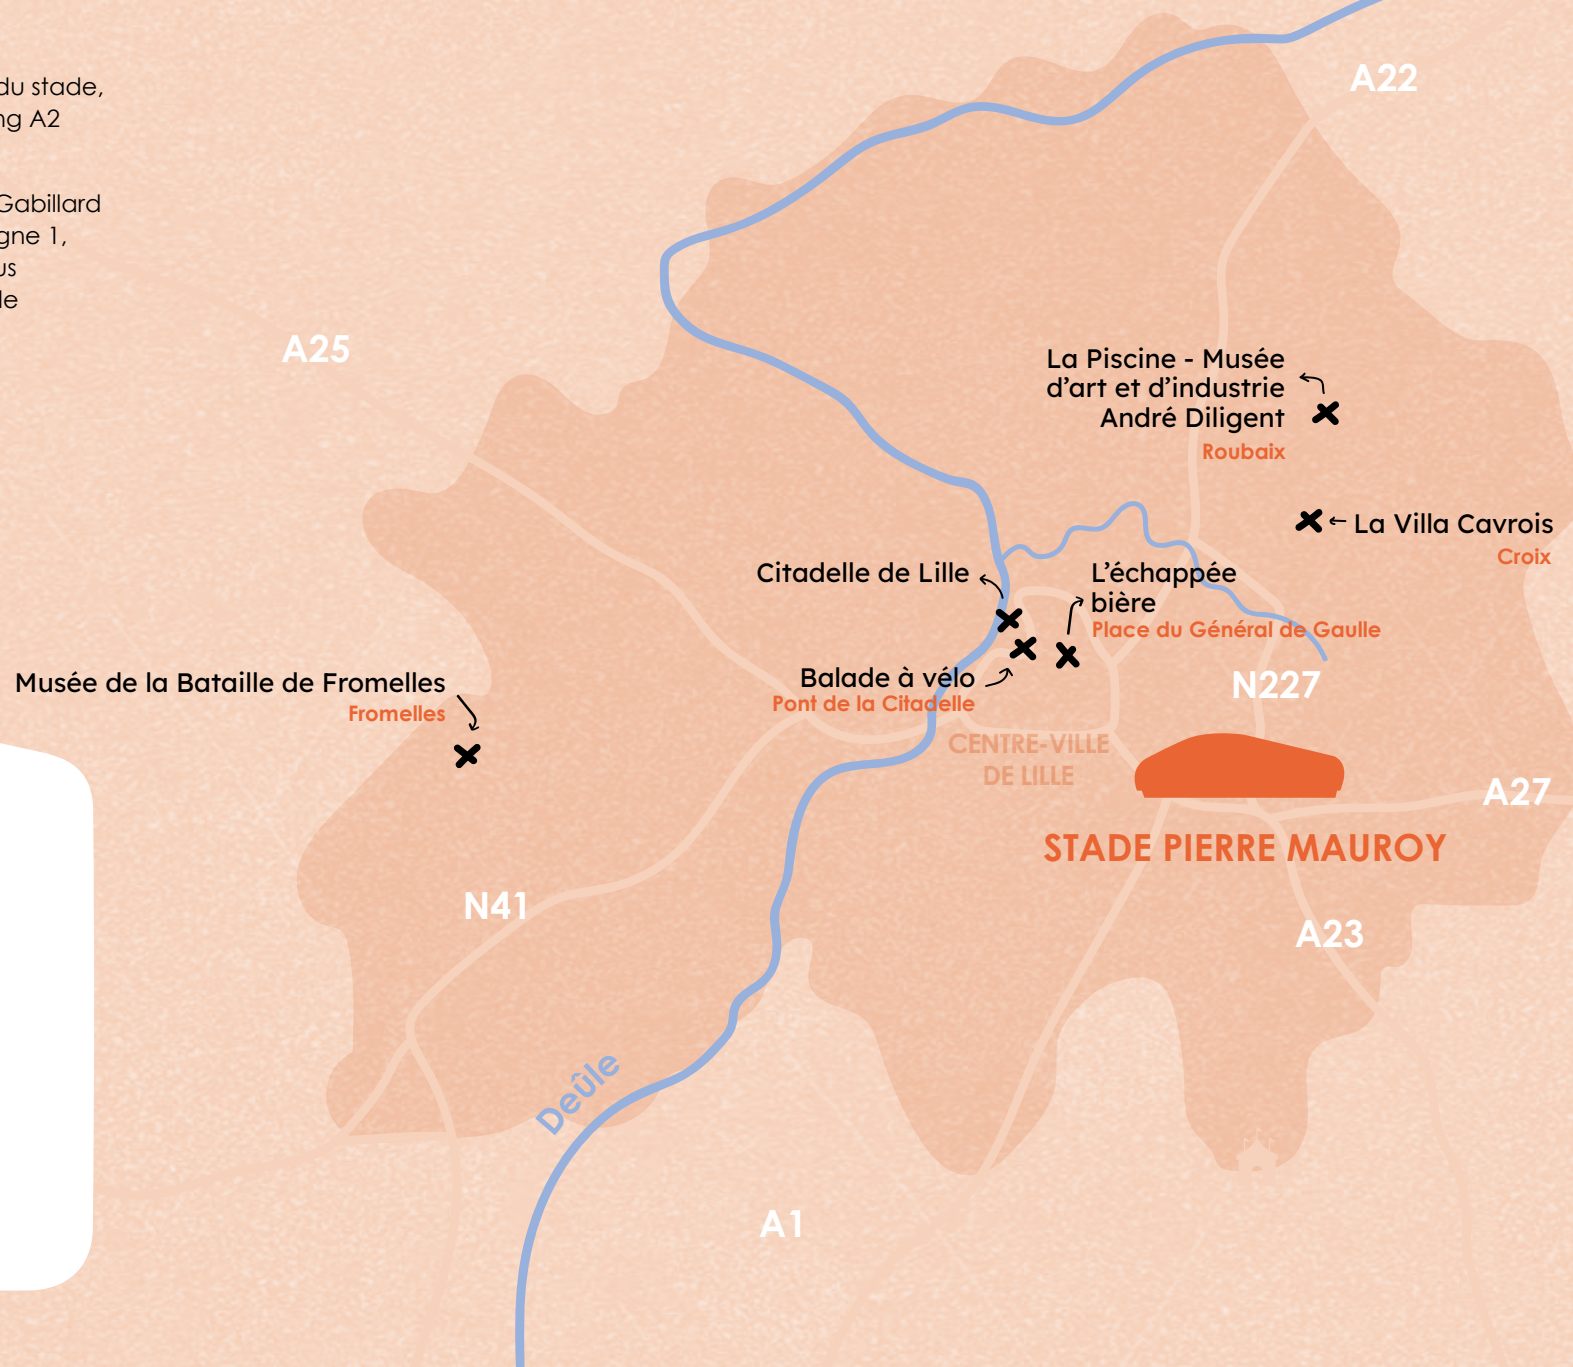 du stade,
ng A2
Gabillard
gne 1,
us
le
A22
A25
La Piscine - Musée
d’art et d’industrie
André Diligent
Roubaix
La Villa Cavrois
Croix
Citadelle de Lille
L’échappée
bière
Place du Général de Gaulle
Balade à vélo
Pont de la Citadelle
Musée de la Bataille de Fromelles
Fromelles
N227
CENTRE-VILLE
DE LILLE
A27
STADE PIERRE MAUROY
N41
A23
Deûle
A1